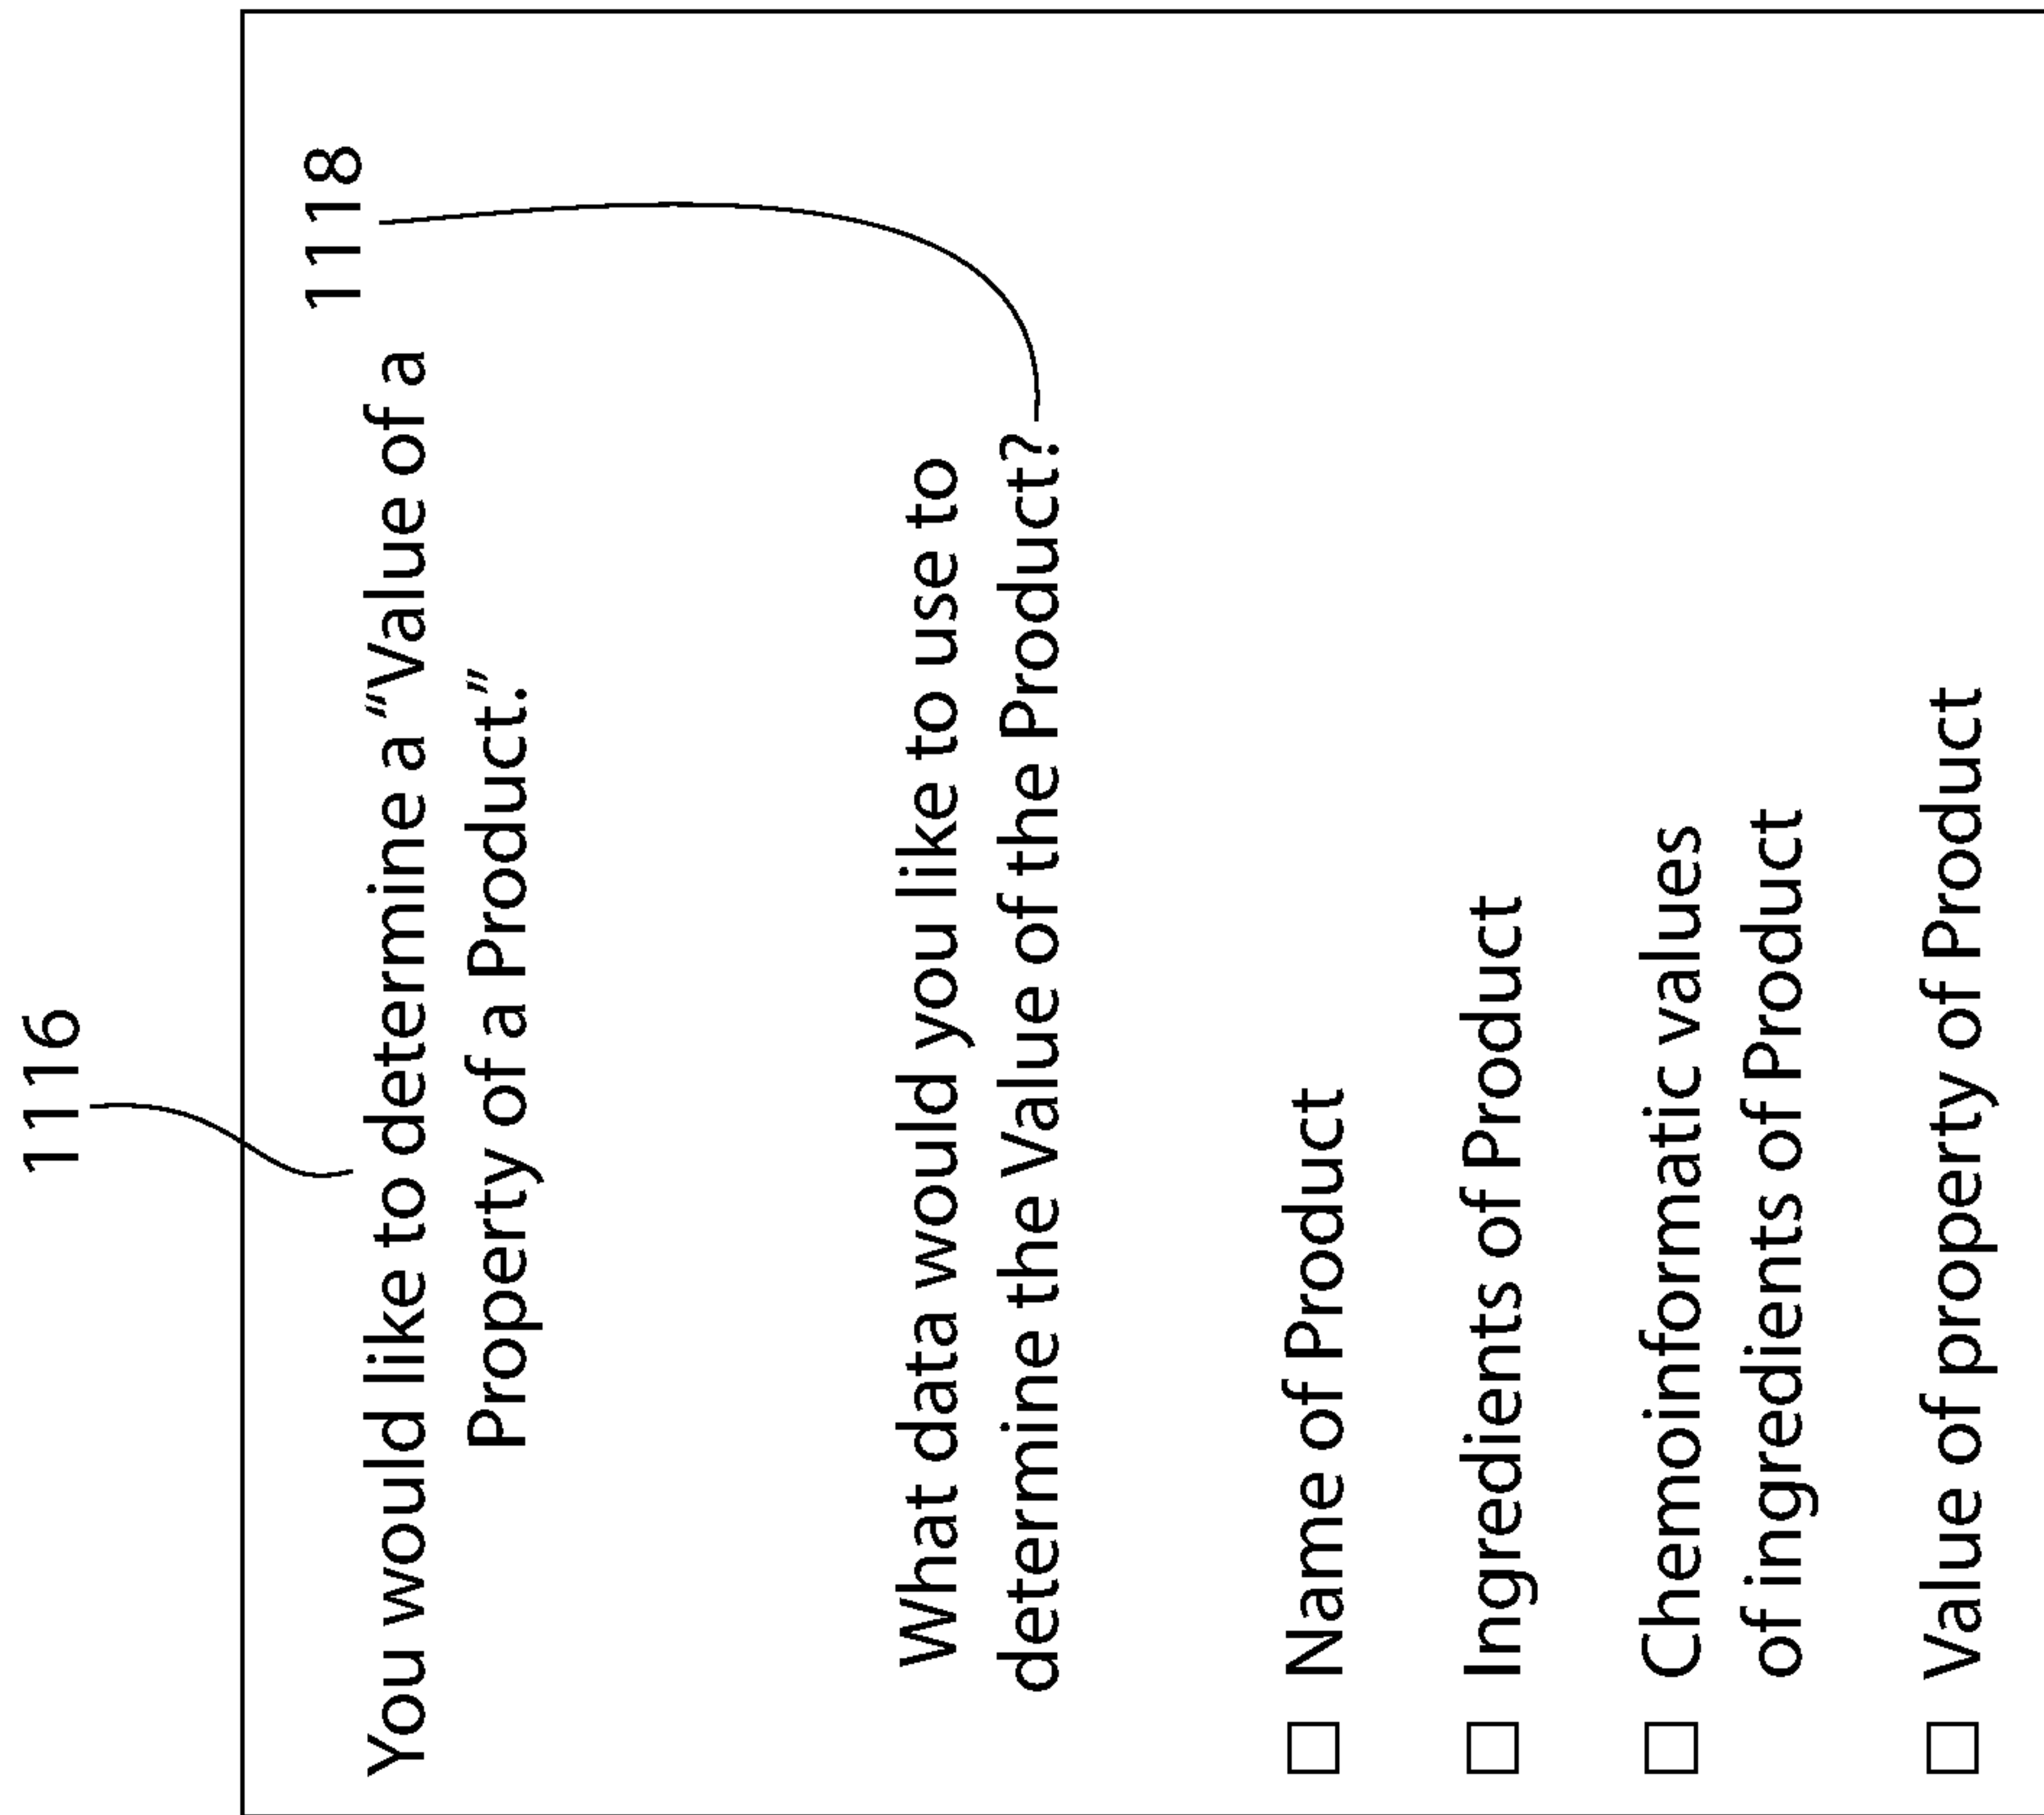 1116
1118
You would like to determine a “Value of a
Property of a Product.”
What data would you like to use to
determine the Value of the Product?
Name of Product
Ingredients of Product
Chemoinformatic values
of ingredients of Product
Value of property of Product